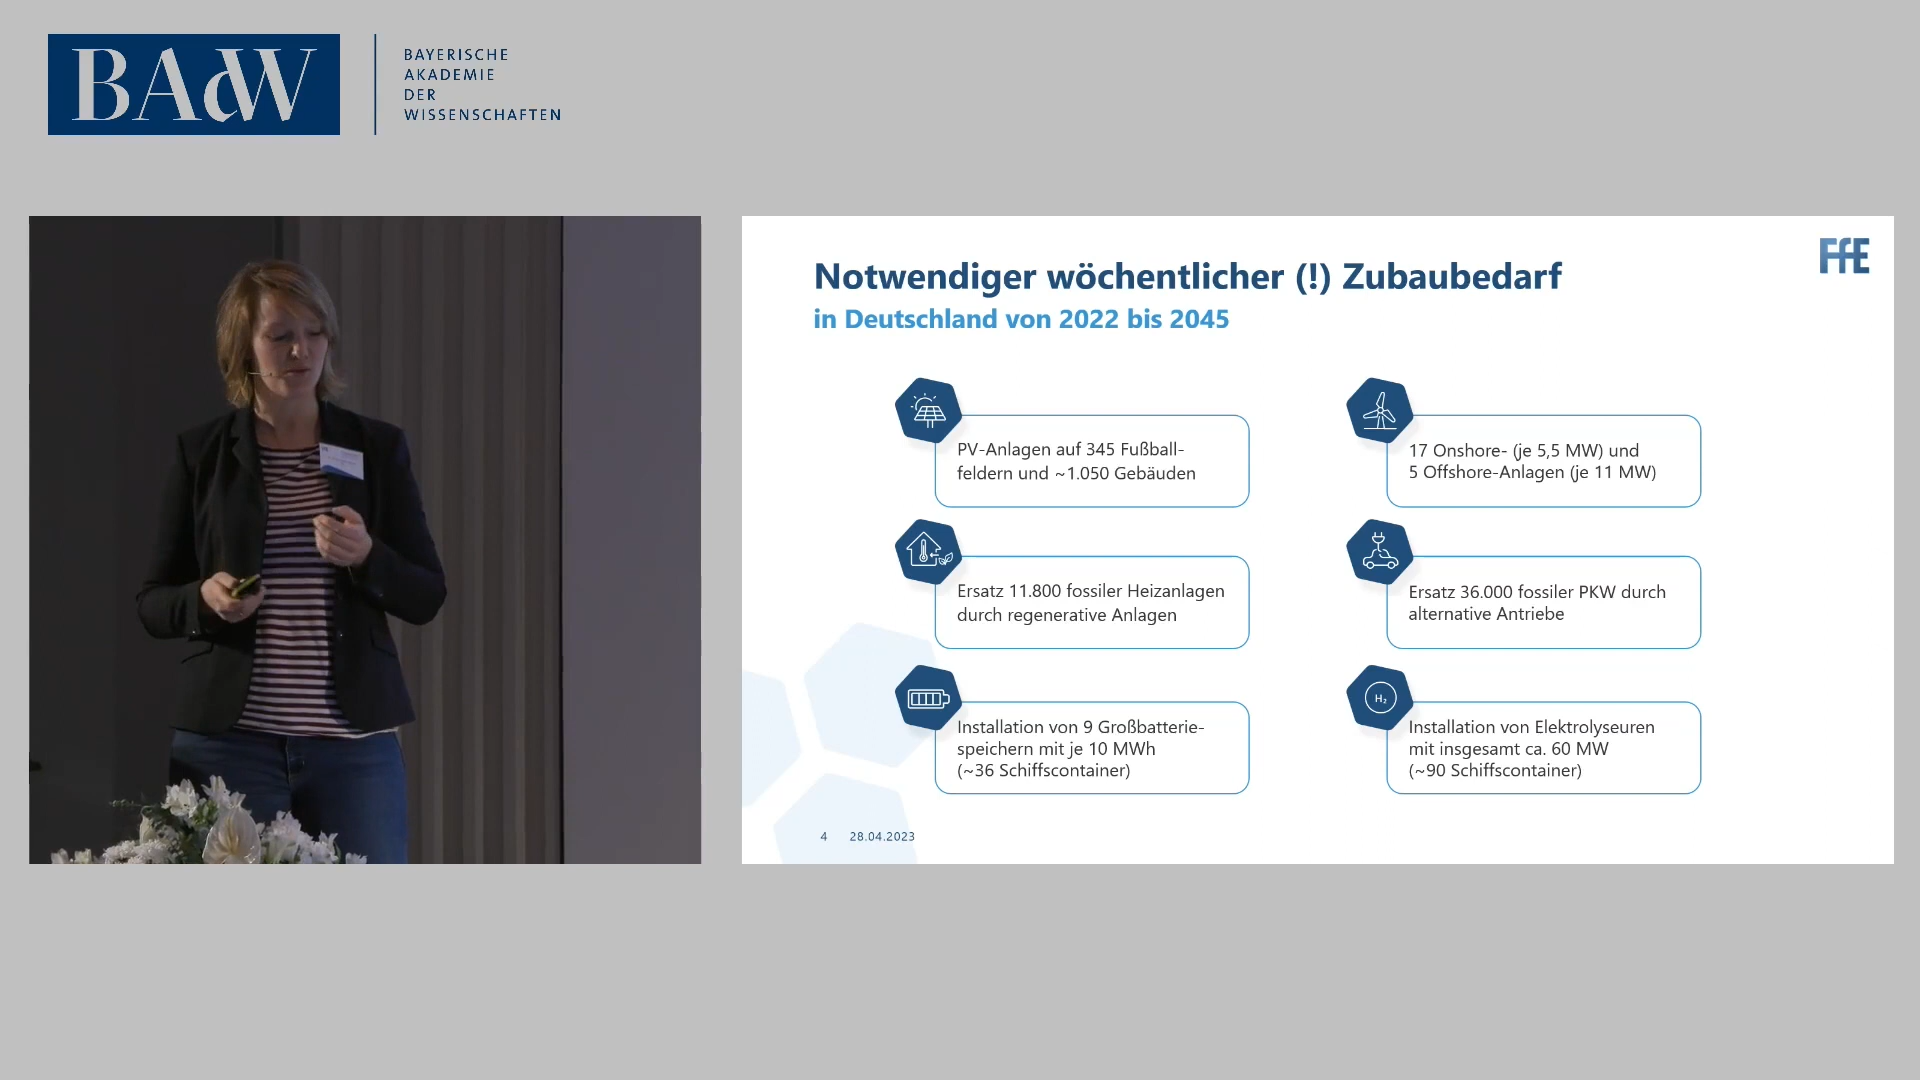 BAdW
BAYERISCHE
AKADEMIE
DER
WISSENSCHAFTEN
FfE
Notwendiger wöchentlicher (!) Zubaubedarf
in Deutschland von 2022 bis 2045
PV-Anlagen auf 345 Fußball-
feldern und ~1.050 Gebäuden
17 Onshore- (je 5,5 MW) und
5 Offshore-Anlagen (je 11 MW)
Ersatz 11.800 fossiler Heizanlagen
durch regenerative Anlagen
Ersatz 36.000 fossiler PKW durch
alternative Antriebe
Installation von 9 Großbatterie-
speichern mit je 10 MWh
(~36 Schiffscontainer)
H₂
Installation von Elektrolyseuren
mit insgesamt ca. 60 MW
(~90 Schiffscontainer)
4 28.04.2023